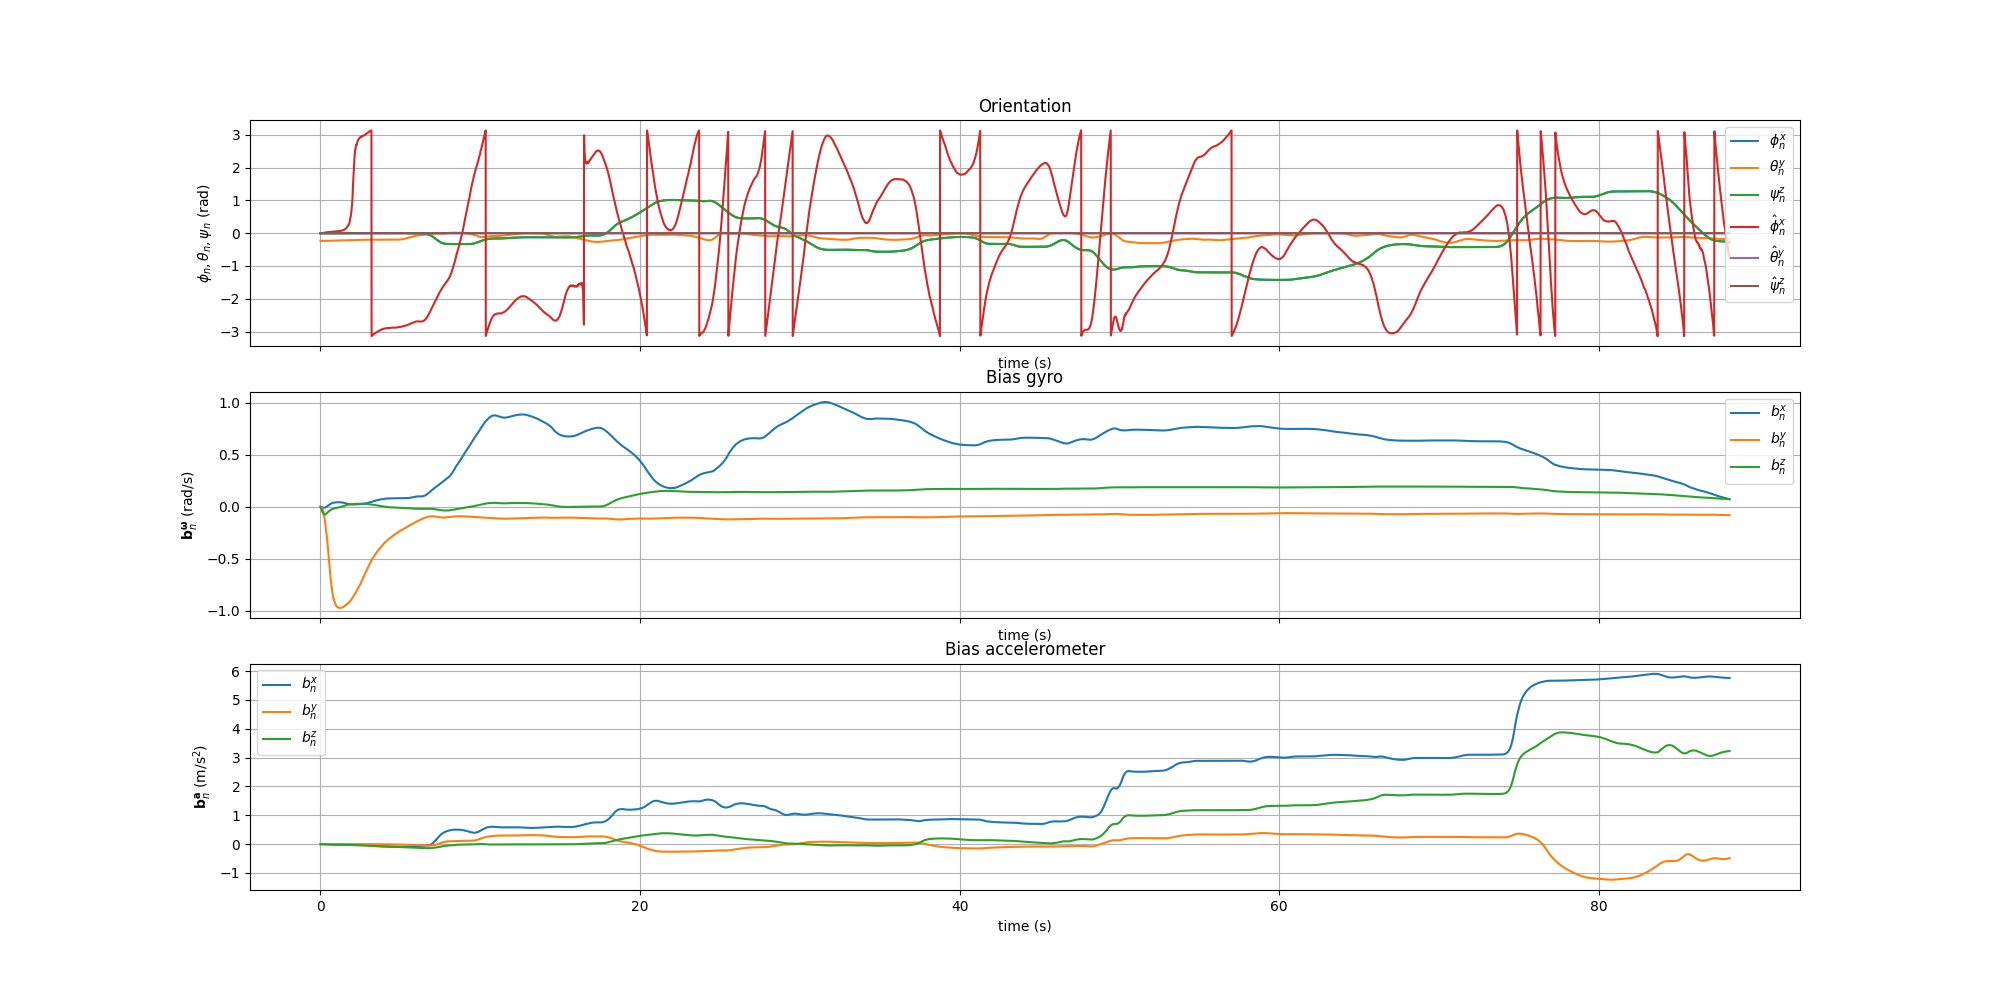 Orientation
ϕₙ, θₙ, ψₙ (rad)
3
2
1
0
−1
−2
−3
ϕₙˣ
θₙʸ
ψₙᶻ
ϕ̂ₙˣ
θ̂ₙʸ
ψ̂ₙᶻ
time (s)
Bias gyro
bₙ^ω (rad/s)
1.0
0.5
0.0
−0.5
−1.0
bₙˣ
bₙʸ
bₙᶻ
time (s)
Bias accelerometer
bₙᵃ (m/s²)
6
5
4
3
2
1
0
−1
bₙˣ
bₙʸ
bₙᶻ
0 20 40 60 80
time (s)